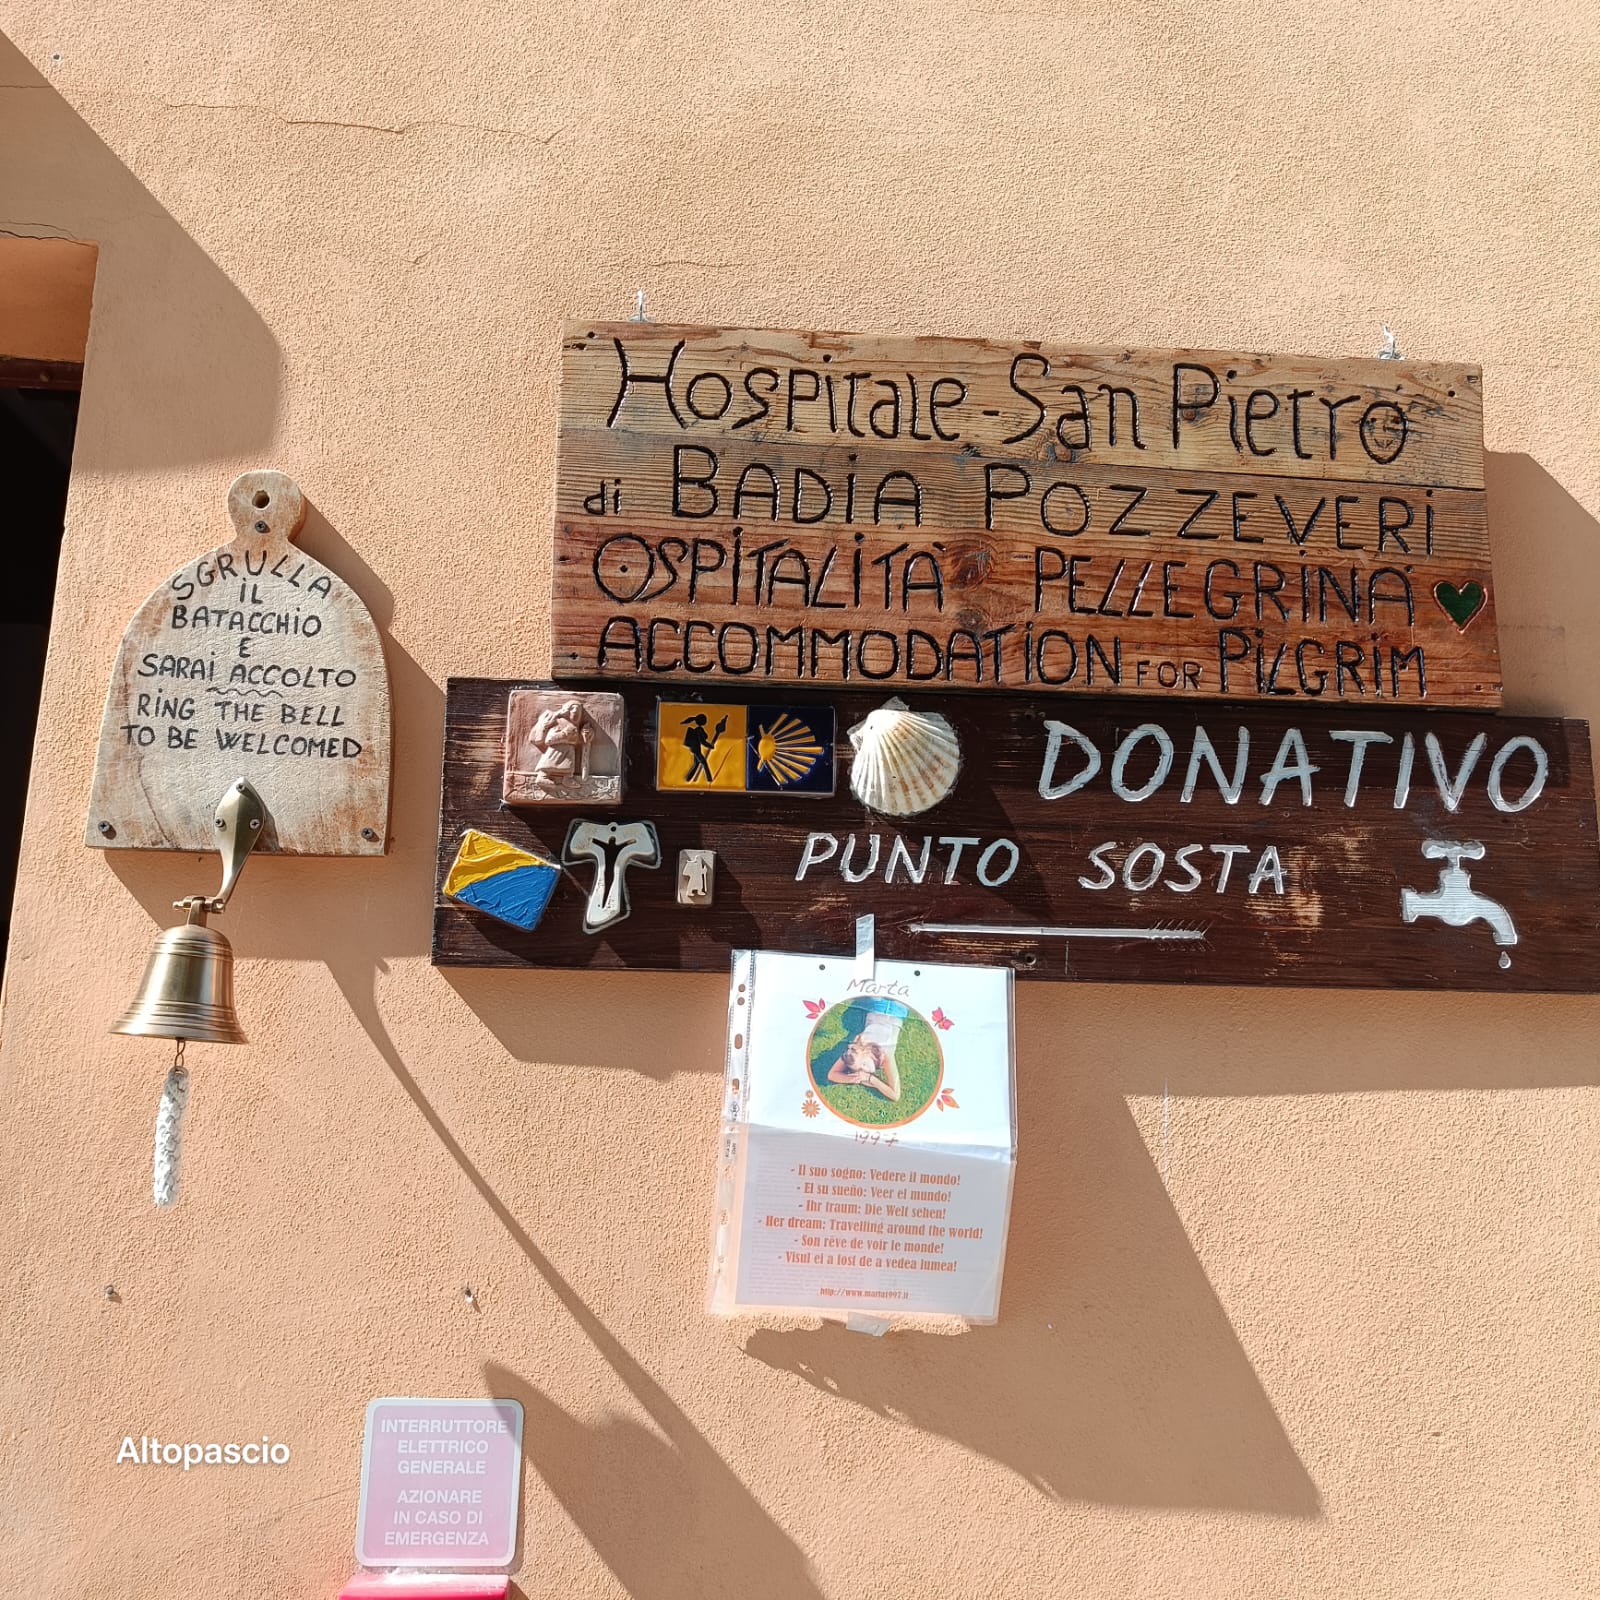 Hospitale - San Pietro
di BADiA POZZEVERi
OSPiTALiTÀ PELLEGRiNA
ACCOMMODATiON FOR PiLGRiM
SGRULLA
iL
BATACCHiO
E
SARAi ACCOLTO
RiNG THE BELL
TO BE WELCOMED
DONATIVO
PUNTO SOSTA
Marta
1997
- Il suo sogno: Vedere il mondo!
- El su sueño: Veer el mundo!
- Ihr traum: Die Welt sehen!
- Her dream: Travelling around the world!
- Son rêve de voir le monde!
- Visul ei a fost de a vedea lumea!
http://www.marta1997.it
Altopascio
INTERRUTTORE
ELETTRICO
GENERALE
AZIONARE
IN CASO DI
EMERGENZA